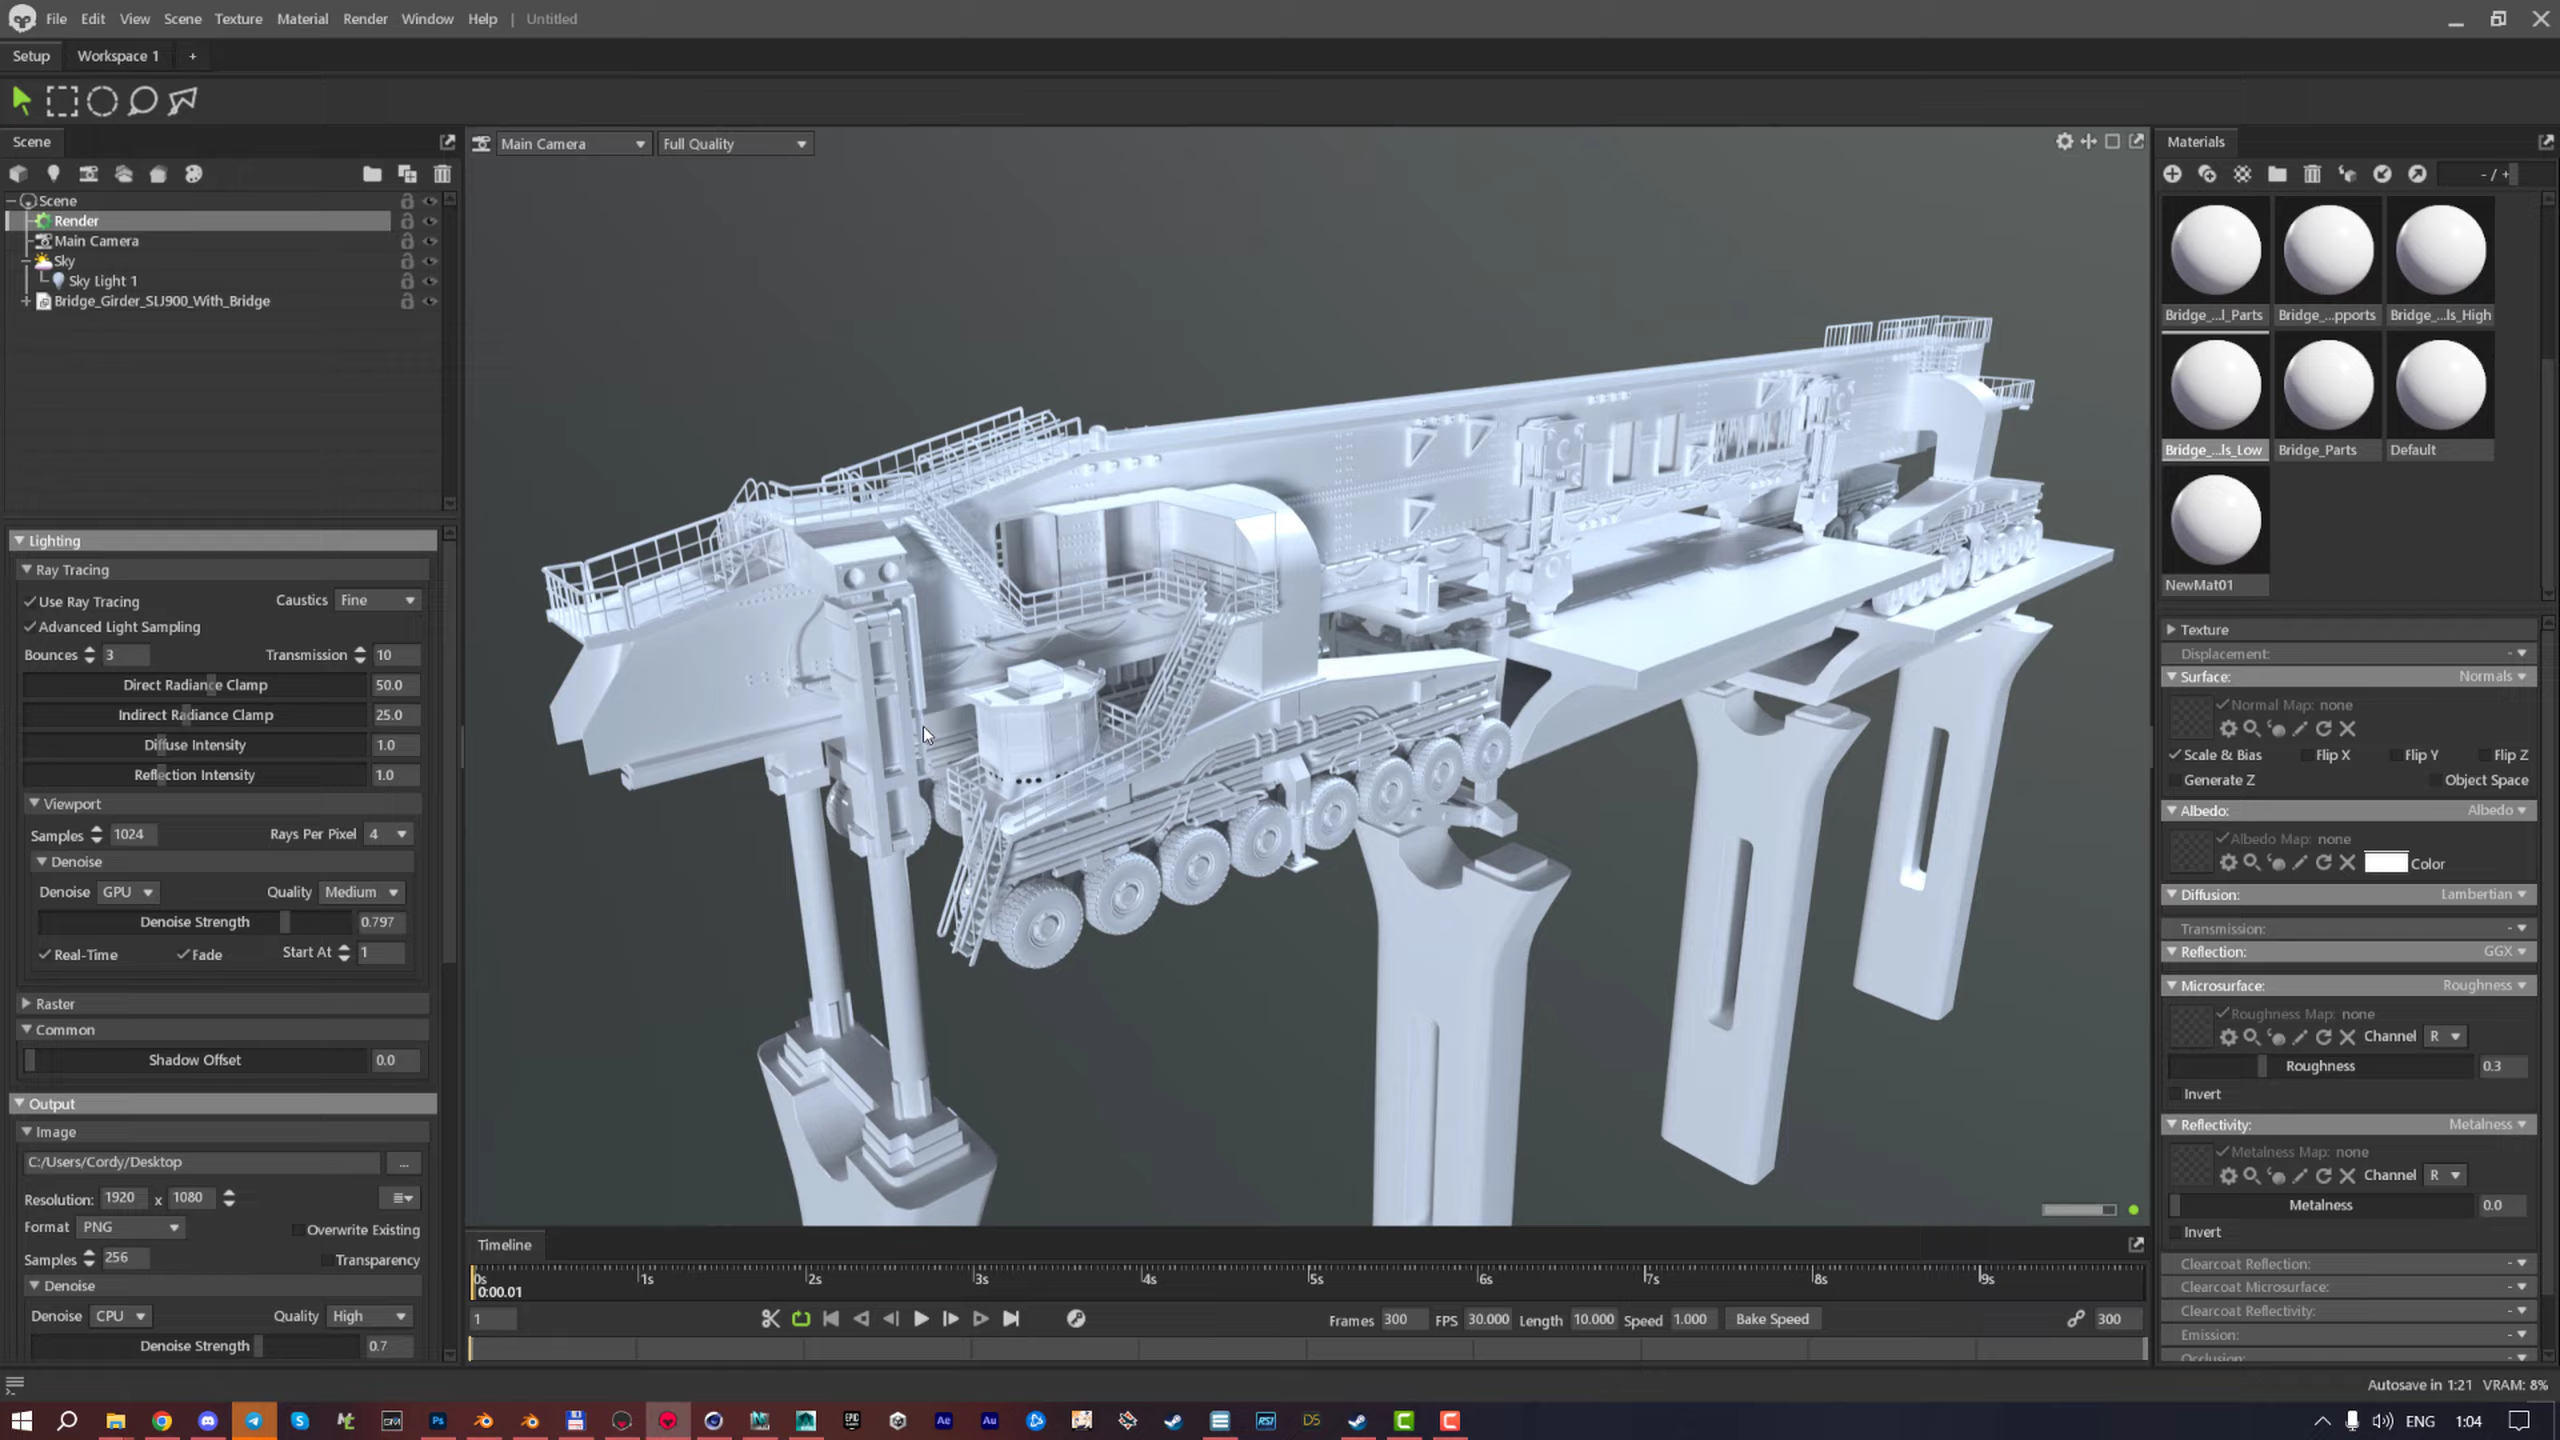 File Edit View Scene Texture Material Render Window Help | Untitled
Setup Workspace 1 +
Scene
Main Camera Full Quality
Materials
- / +
Scene
Render
Main Camera
Sky
Sky Light 1
Bridge_Girder_SLJ900_With_Bridge
Bridge_...l_Parts Bridge_...pports Bridge_...ls_High
Bridge_...ls_Low Bridge_Parts Default
NewMat01
Lighting
Ray Tracing
Use Ray Tracing Caustics Fine
Advanced Light Sampling
Bounces 3 Transmission 10
Direct Radiance Clamp 50.0
Indirect Radiance Clamp 25.0
Diffuse Intensity 1.0
Reflection Intensity 1.0
Viewport
Samples 1024 Rays Per Pixel 4
Denoise
Denoise GPU Quality Medium
Denoise Strength 0.797
Real-Time Fade Start At 1
Raster
Common
Shadow Offset 0.0
Output
Image
C:/Users/Cordy/Desktop ...
Resolution: 1920 x 1080
Format PNG Overwrite Existing
Samples 256 Transparency
Denoise
Denoise CPU Quality High
Denoise Strength 0.7
Texture
Displacement: -
Surface: Normals
Normal Map: none
Scale & Bias Flip X Flip Y Flip Z
Generate Z Object Space
Albedo: Albedo
Albedo Map: none
Color
Diffusion: Lambertian
Transmission: -
Reflection: GGX
Microsurface: Roughness
Roughness Map: none
Channel R
Roughness 0.3
Invert
Reflectivity: Metalness
Metalness Map: none
Channel R
Metalness 0.0
Invert
Clearcoat Reflection: -
Clearcoat Microsurface: -
Clearcoat Reflectivity: -
Emission: -
Occlusion: -
Timeline
0s 1s 2s 3s 4s 5s 6s 7s 8s 9s
0:00.01
1 Frames 300 FPS 30.000 Length 10.000 Speed 1.000 Bake Speed 300
Autosave in 1:21 VRAM: 8%
Ps EPIC GAMES Ae Au RSI DS ENG 1:04